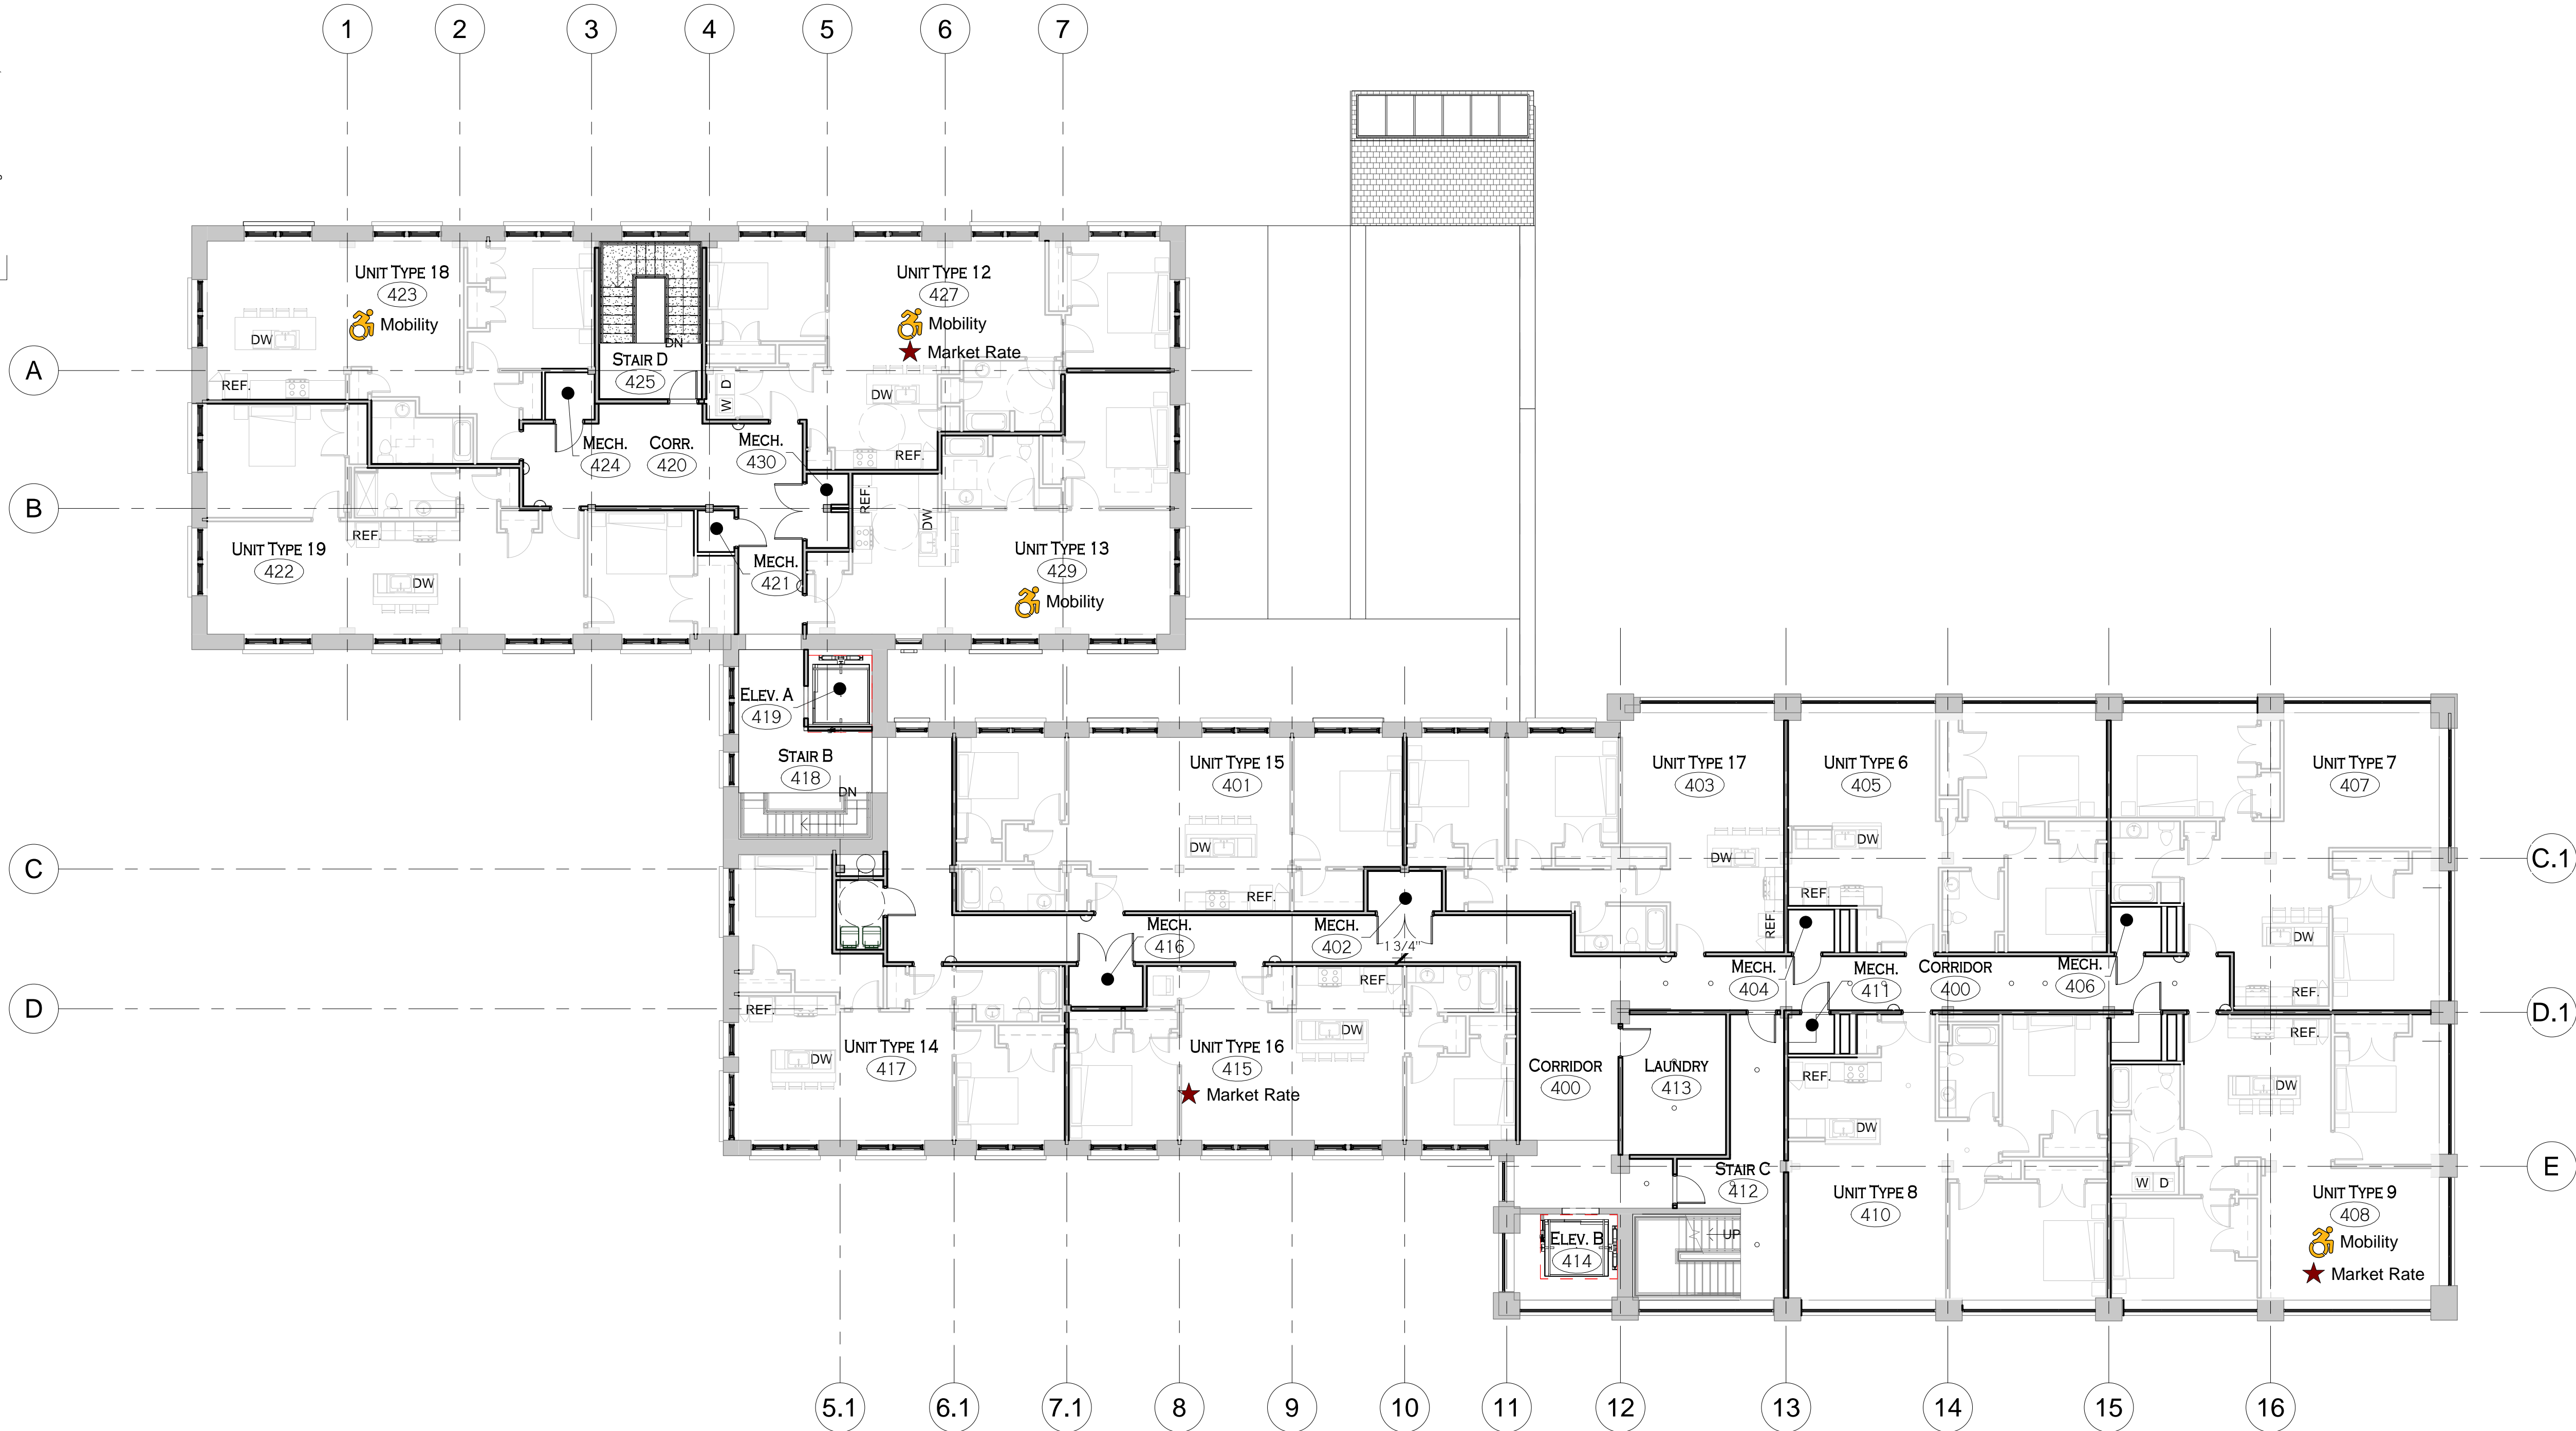 1 2 3 4 5 6 7
UNIT TYPE 18
423
Mobility
DW
REF.
STAIR D
425
DN
UNIT TYPE 12
427
Mobility
Market Rate
W D
DW
REF.
A
MECH.
424
CORR.
420
MECH.
430
B
UNIT TYPE 19
422
REF.
DW
MECH.
421
REF.
DW
UNIT TYPE 13
429
Mobility
ELEV. A
419
STAIR B
418
DN
UNIT TYPE 15
401
DW
REF.
UNIT TYPE 17
403
DW
REF.
UNIT TYPE 6
405
DW
REF.
UNIT TYPE 7
407
DW
REF.
C
C.1
MECH.
416
MECH.
402
1 3/4"
MECH.
404
MECH.
411
CORRIDOR
400
MECH.
406
D
D.1
REF.
DW
UNIT TYPE 14
417
UNIT TYPE 16
415
Market Rate
REF.
DW
CORRIDOR
400
LAUNDRY
413
STAIR C
412
UP
ELEV. B
414
REF.
DW
UNIT TYPE 8
410
REF.
DW
W D
UNIT TYPE 9
408
Mobility
Market Rate
E
5.1 6.1 7.1 8 9 10 11 12 13 14 15 16